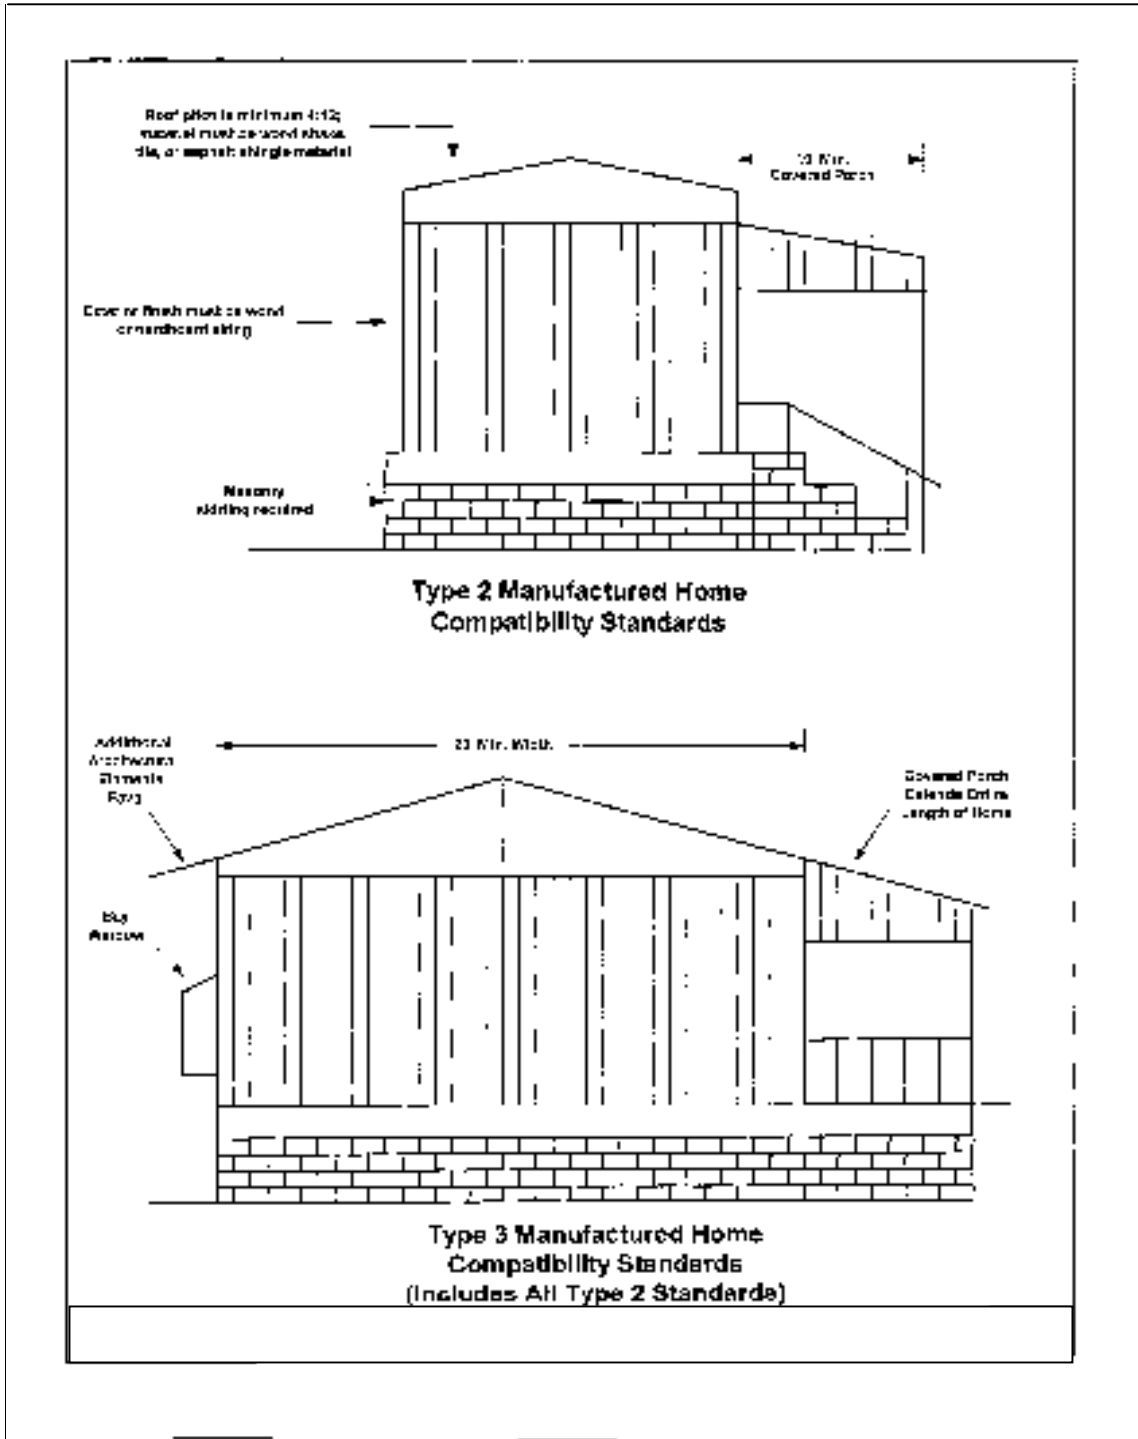 Roof pitch is minimum 4:12;
material must be wood shake,
tile, or asphalt shingle material
Min.
Covered Porch
Exterior finish must be wood
or hardboard siding
Masonry
skirting required
Type 2 Manufactured Home
Compatibility Standards
Additional
Architectural
Elements
Min. Width
Covered Porch
Extends Entire
Length of Home
Bay
Window
Type 3 Manufactured Home
Compatibility Standards
(Includes All Type 2 Standards)